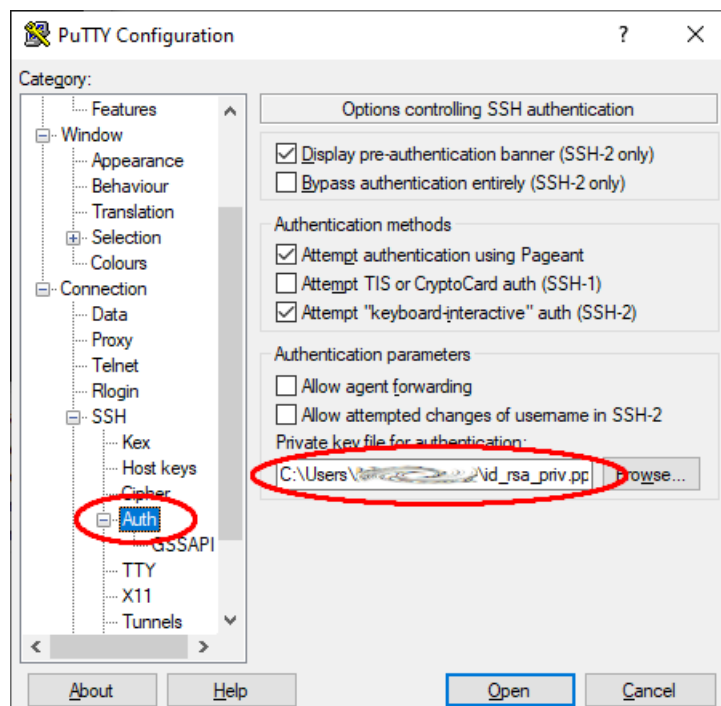 PuTTY Configuration
?
Category:
Features
Window
Appearance
Behaviour
Translation
Selection
Colours
Connection
Data
Proxy
Telnet
Rlogin
SSH
Kex
Host keys
Cipher
Auth
GSSAPI
TTY
X11
Tunnels
Options controlling SSH authentication
Display pre-authentication banner (SSH-2 only)
Bypass authentication entirely (SSH-2 only)
Authentication methods
Attempt authentication using Pageant
Attempt TIS or CryptoCard auth (SSH-1)
Attempt "keyboard-interactive" auth (SSH-2)
Authentication parameters
Allow agent forwarding
Allow attempted changes of username in SSH-2
Private key file for authentication:
C:\Users\ \id_rsa_priv.pp
Browse...
About
Help
Open
Cancel